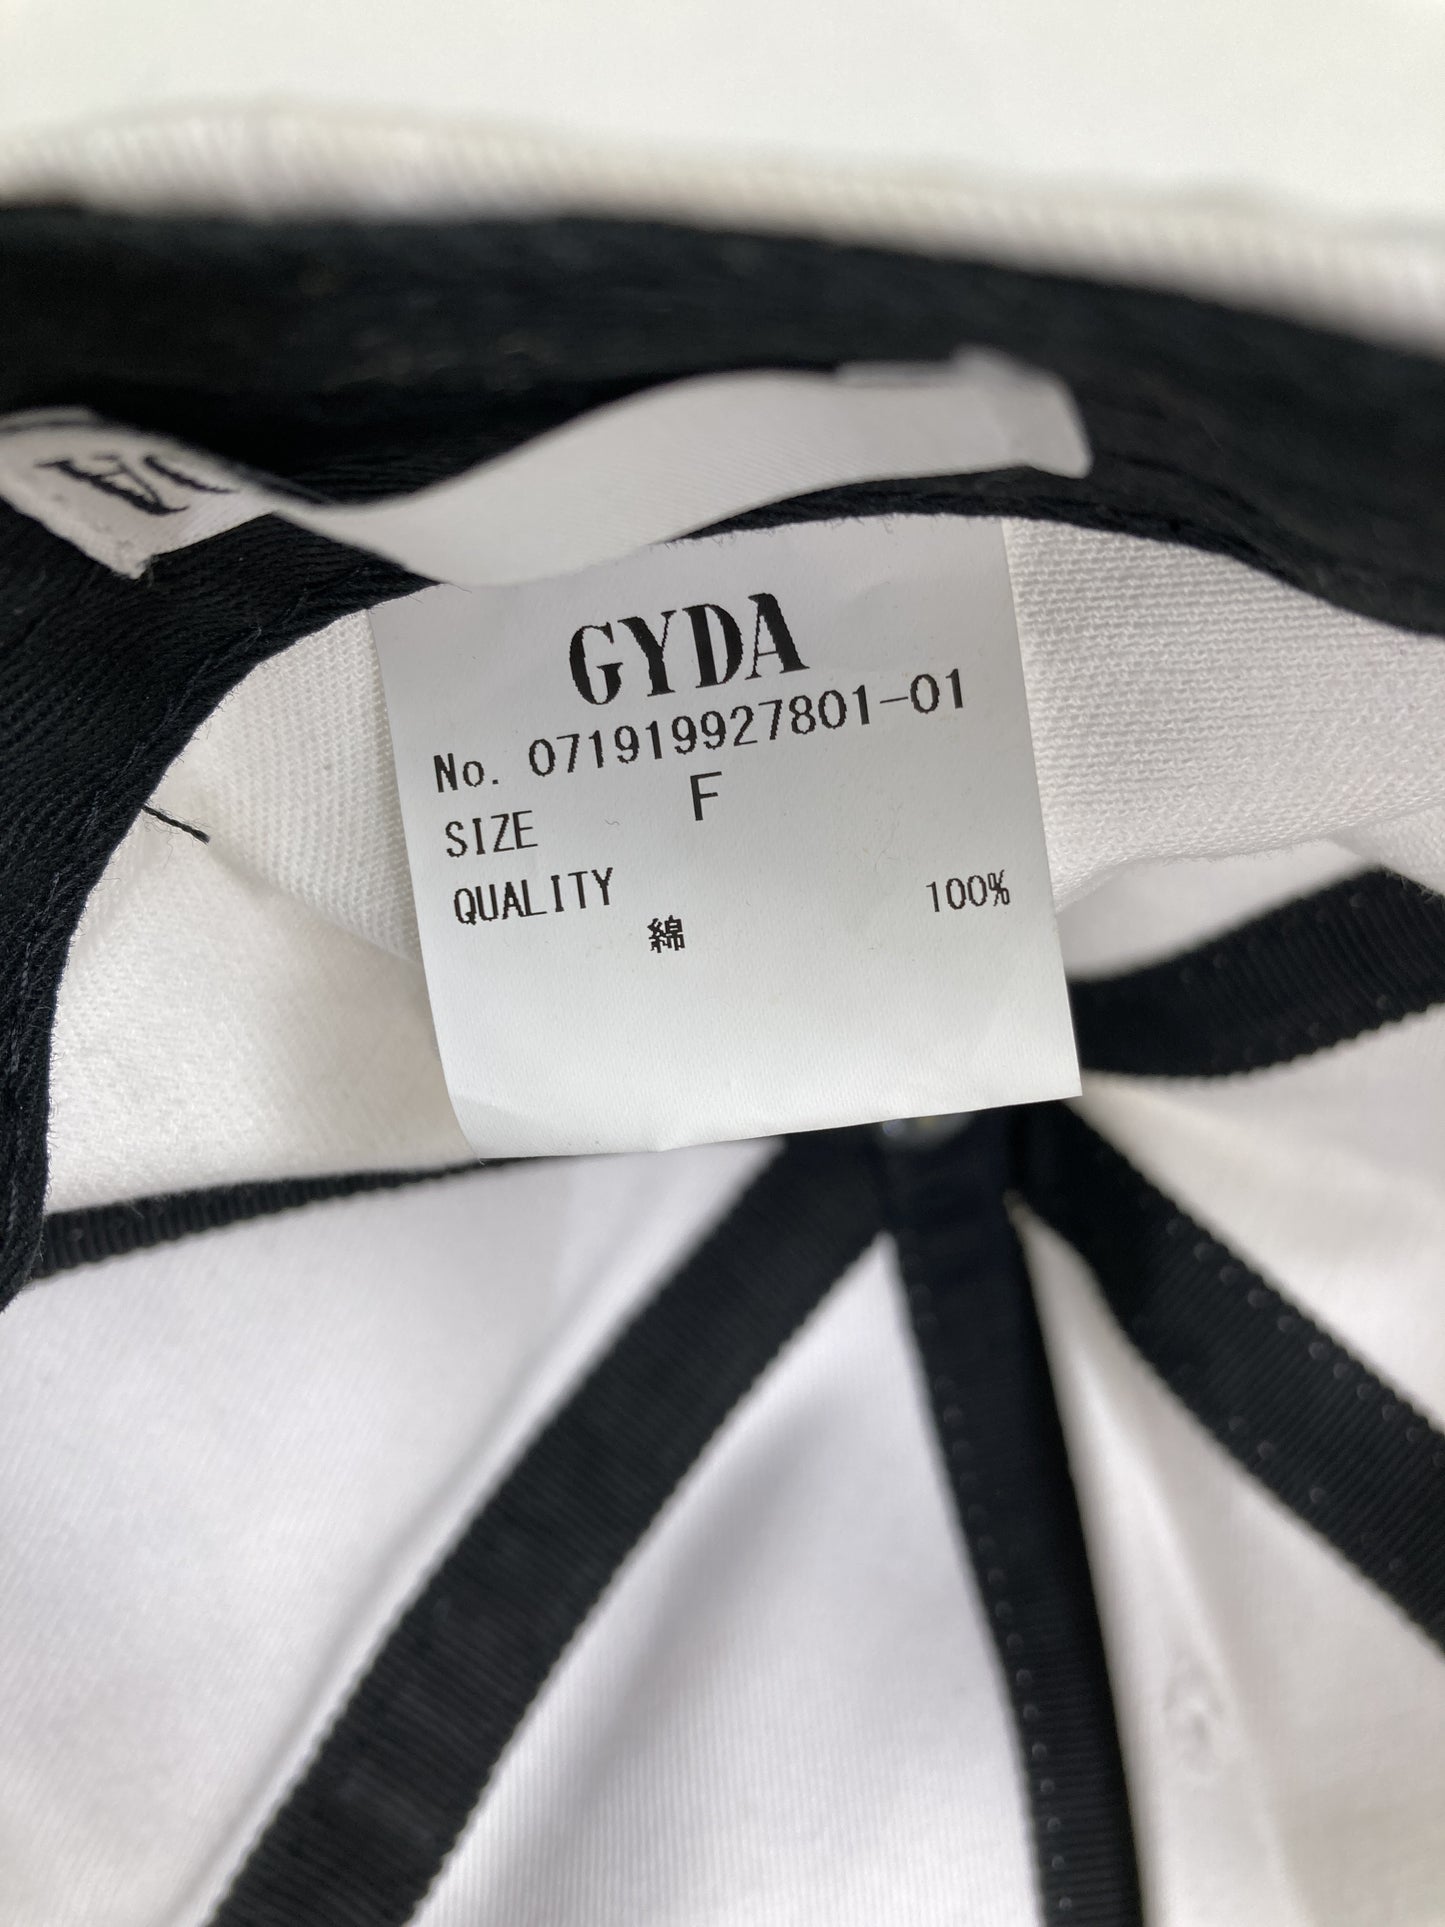 GYDA
No. 071919927801-01
SIZE F
QUALITY
綿 100%